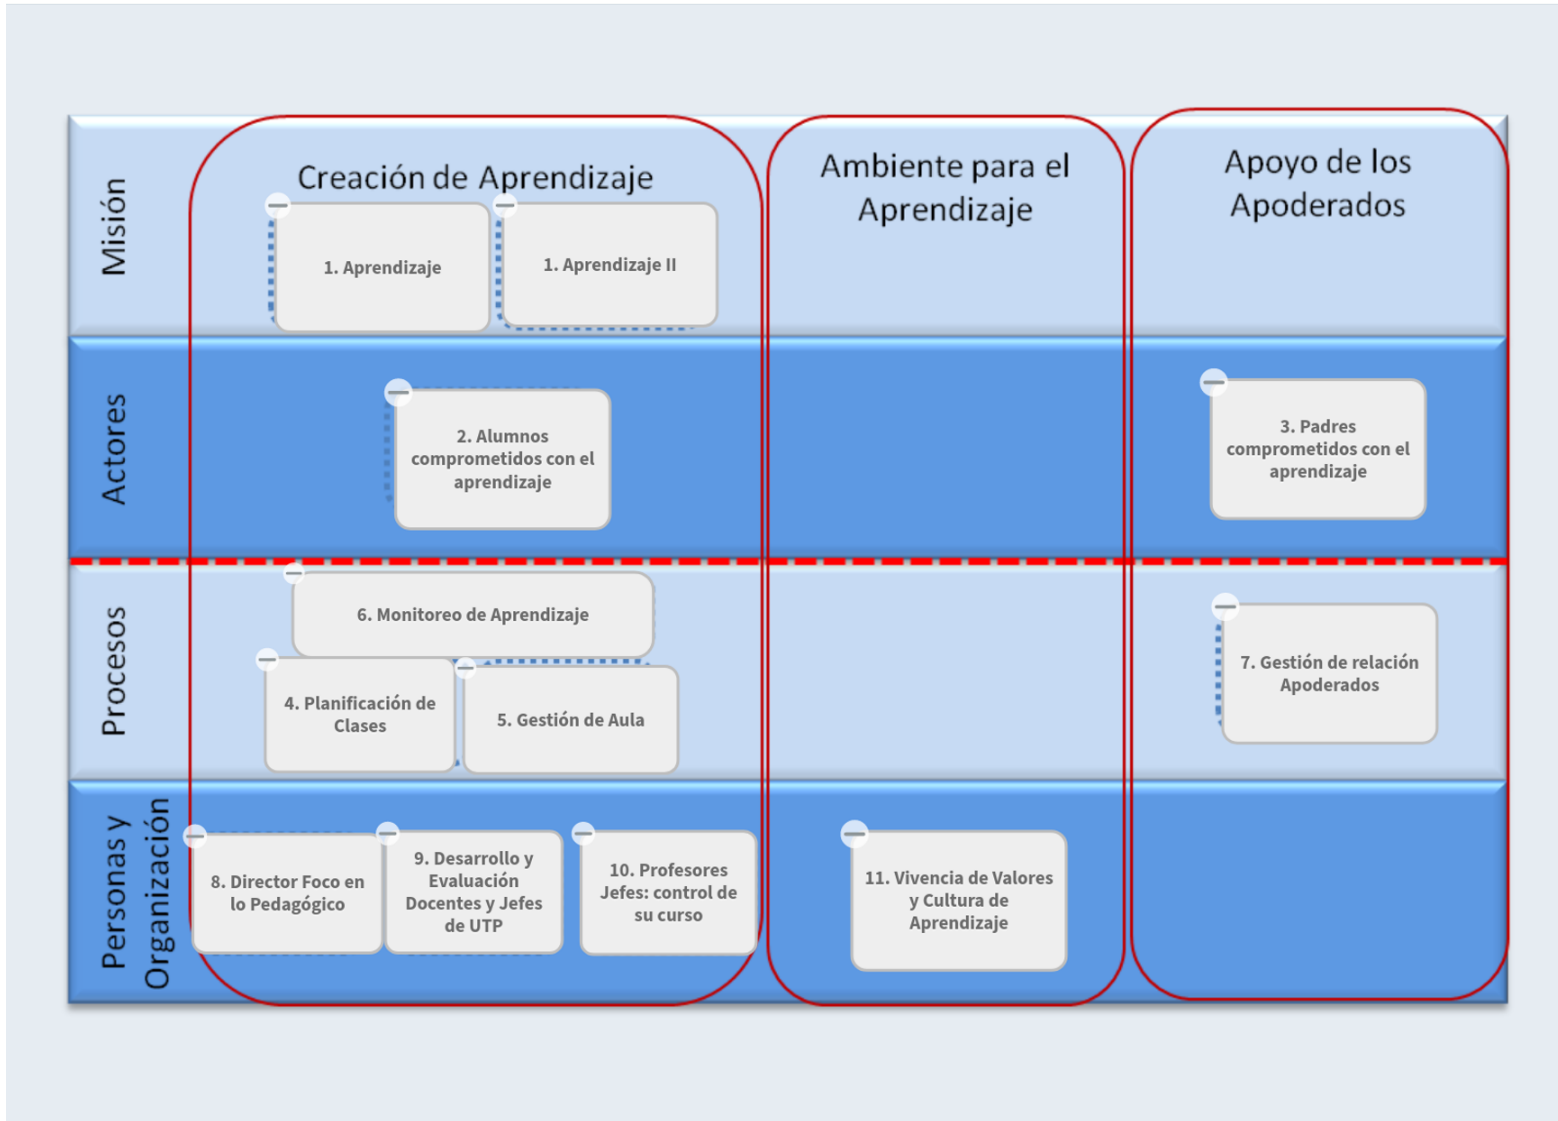 Misión
Creación de Aprendizaje
Ambiente para el
Aprendizaje
Apoyo de los
Apoderados
1. Aprendizaje
1. Aprendizaje II
Actores
2. Alumnos
comprometidos con el
aprendizaje
3. Padres
comprometidos con el
aprendizaje
Procesos
6. Monitoreo de Aprendizaje
4. Planificación de
Clases
5. Gestión de Aula
7. Gestión de relación
Apoderados
Personas y
Organización
8. Director Foco en
lo Pedagógico
9. Desarrollo y
Evaluación
Docentes y Jefes
de UTP
10. Profesores
Jefes: control de
su curso
11. Vivencia de Valores
y Cultura de
Aprendizaje